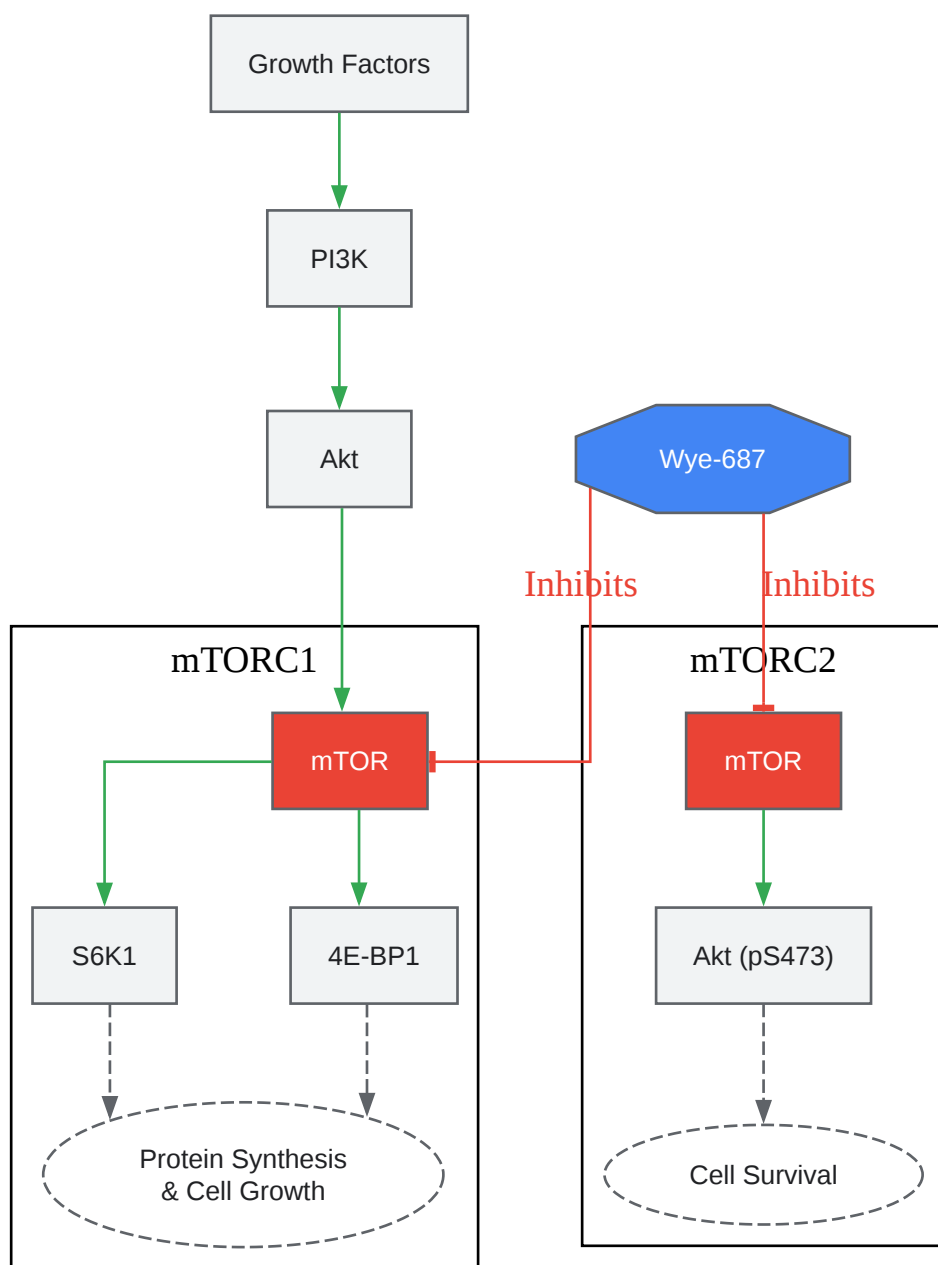 Growth Factors
PI3K
Akt
Wye-687
Inhibits
Inhibits
mTORC1
mTORC2
mTOR
mTOR
S6K1
4E-BP1
Akt (pS473)
Protein Synthesis
& Cell Growth
Cell Survival